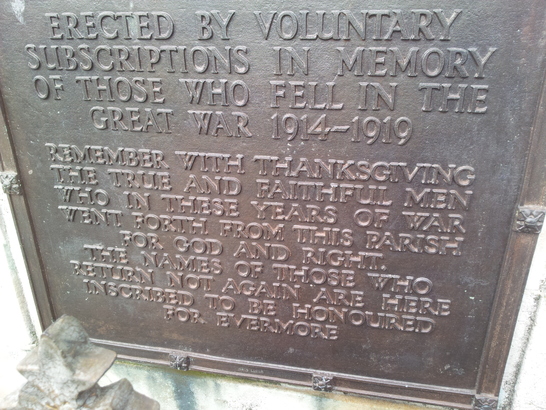 ERECTED BY VOLUNTARY
SUBSCRIPTIONS IN MEMORY
OF THOSE WHO FELL IN THE
GREAT WAR 1914–1919
REMEMBER WITH THANKSGIVING
THE TRUE AND FAITHFUL MEN
WHO IN THESE YEARS OF WAR
WENT FORTH FROM THIS PARISH
FOR GOD AND RIGHT.
THE NAMES OF THOSE WHO
RETURN NOT AGAIN ARE HERE
INSCRIBED TO BE HONOURED
FOR EVERMORE